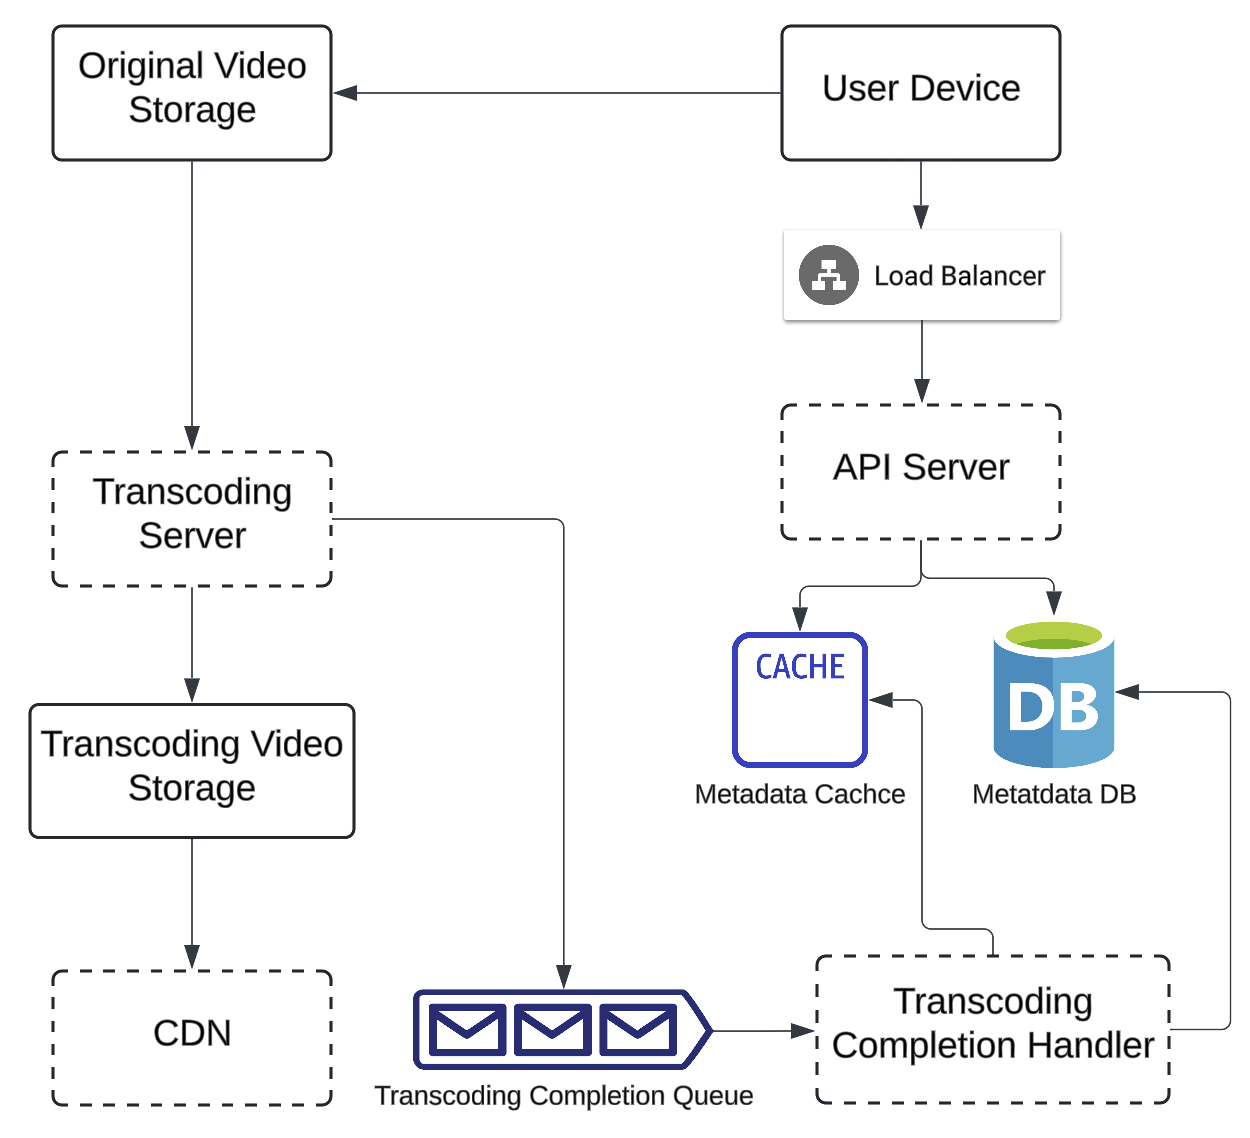 Original Video
Storage
User Device
Load Balancer
API Server
Transcoding
Server
CACHE
DB
Metadata Cachce
Metatdata DB
Transcoding Video
Storage
CDN
Transcoding Completion Queue
Transcoding
Completion Handler